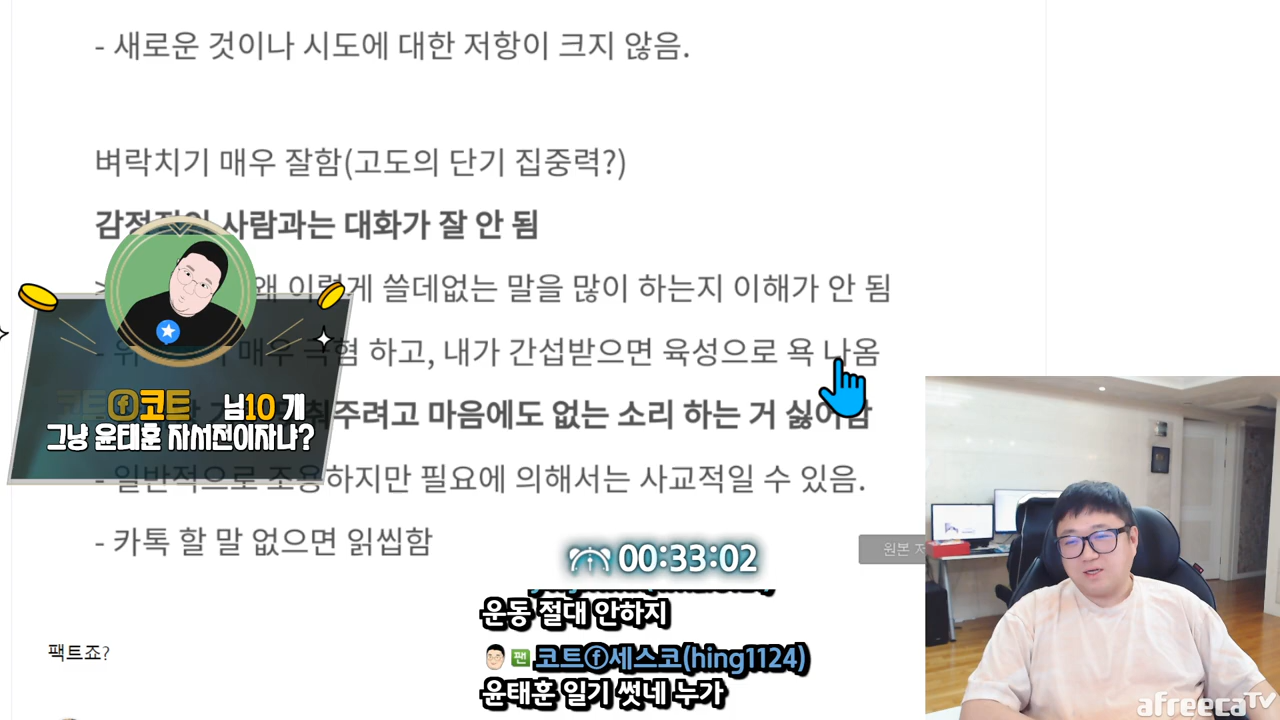 - 새로운 것이나 시도에 대한 저항이 크지 않음.
벼락치기 매우 잘함(고도의 단기 집중력?)
사람과는 대화가 잘 안 됨
왜 이렇게 쓸데없는 말을 많이 하는지 이해가 안 됨
매우 극혐 하고, 내가 간섭받으면 육성으로 욕 나옴
춰주려고 마음에도 없는 소리 하는 거 싫어함
- 일반적으로 조용하지만 필요에 의해서는 사교적일 수 있음.
- 카톡 할 말 없으면 읽씹함
ⓕ코트 님10 개
그냥 윤태훈 자서전이자나?
원본
00:33:02
운동 절대 안하지
팬 코트ⓕ세스코(hing1124)
윤태훈 일기 썻네 누가
팩트죠?
afreecaTV